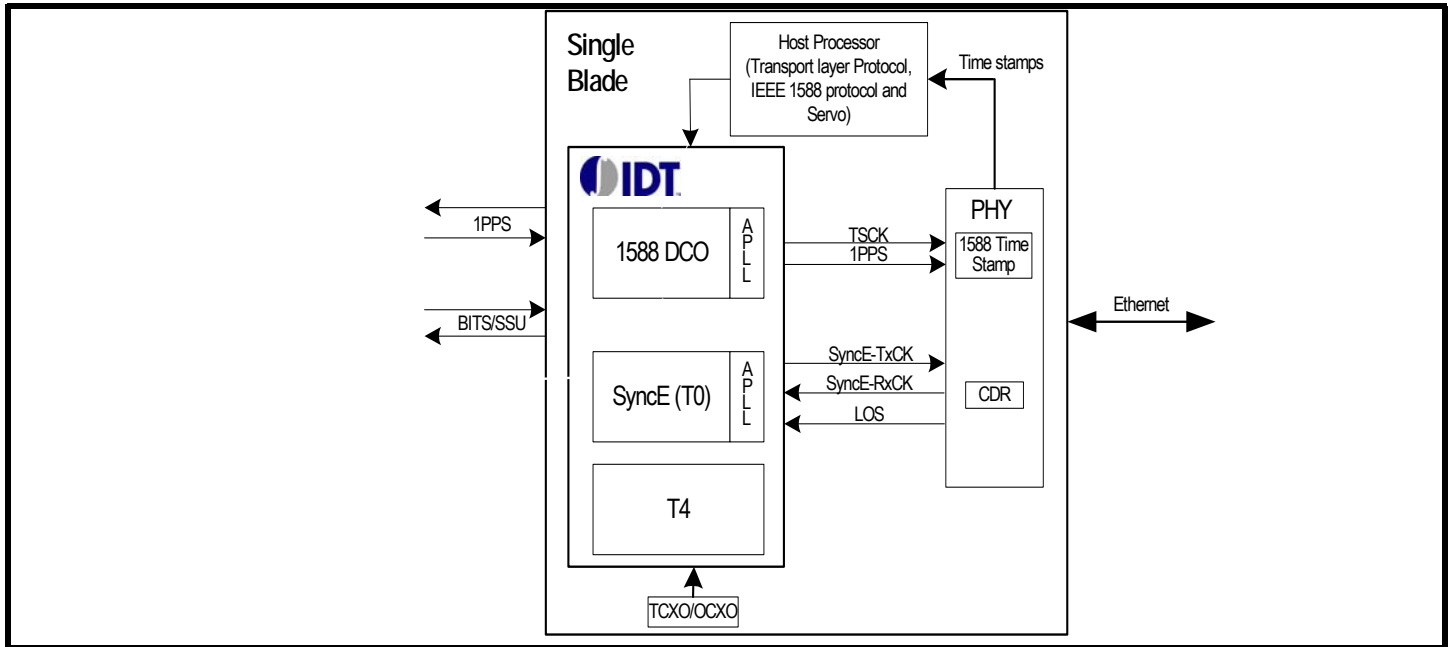 Single
Blade
Host Processor
(Transport layer Protocol,
IEEE 1588 protocol and
Servo)
Time stamps
IDT
1588 DCO
A
P
L
L
TSCK
1PPS
PHY
1588 Time
Stamp
1PPS
BITS/SSU
Ethernet
SyncE (T0)
A
P
L
L
SyncE-TxCK
SyncE-RxCK
LOS
CDR
T4
TCXO/OCXO